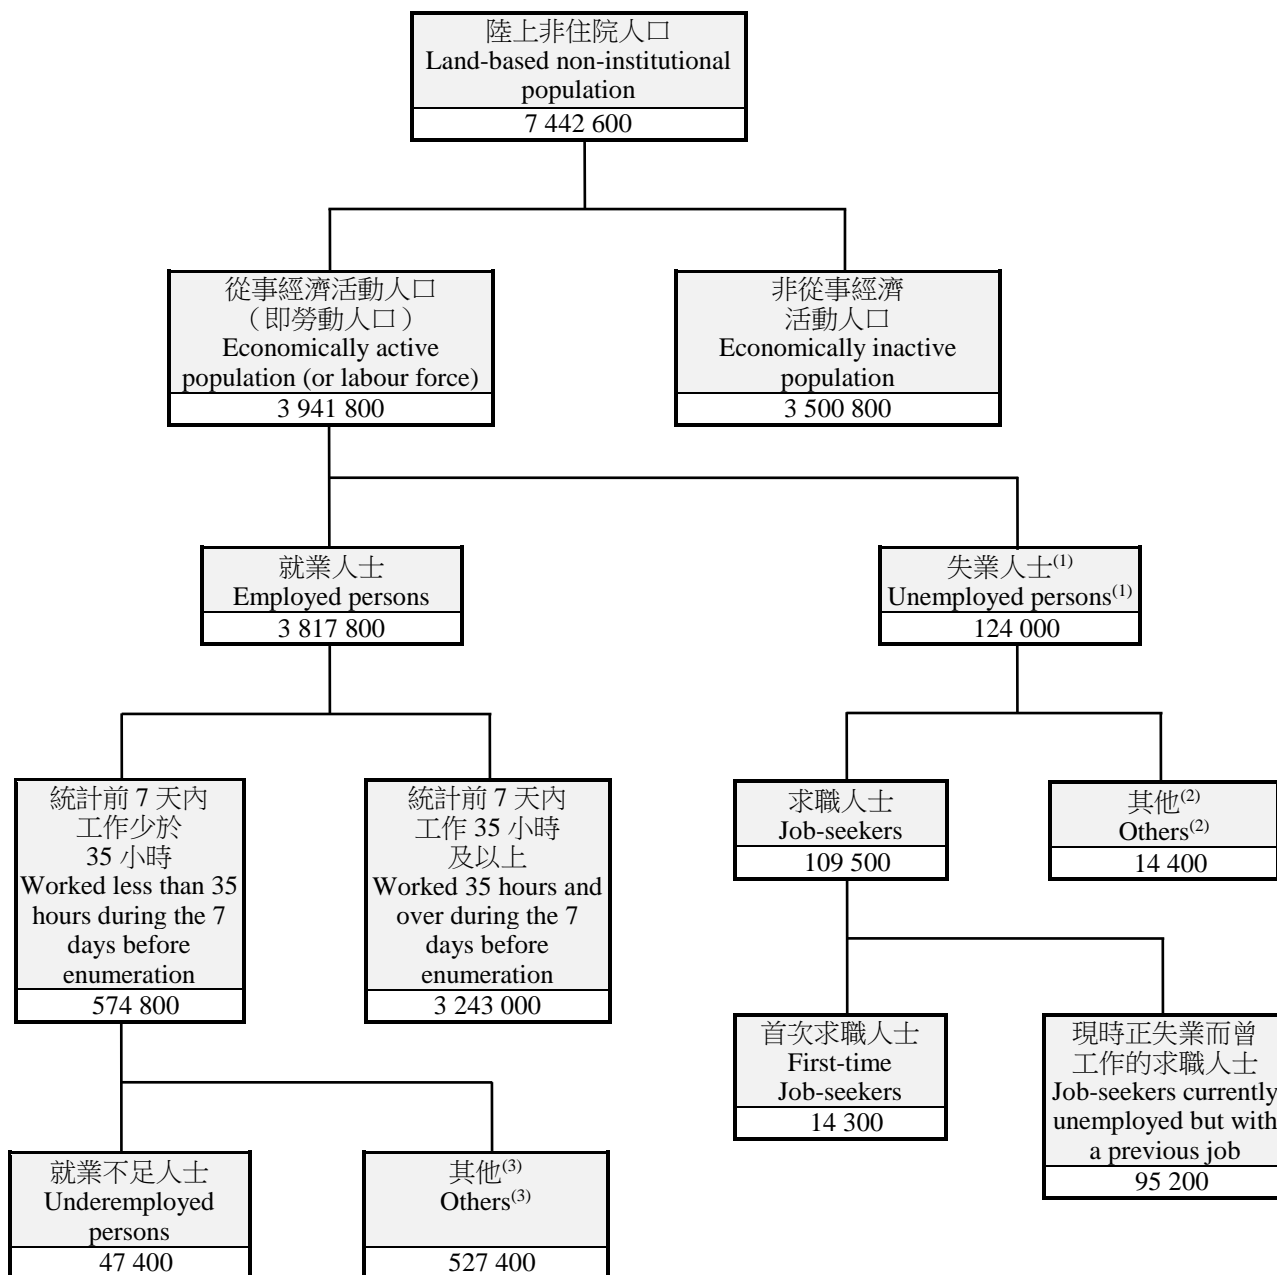 陸上非住院人口
Land-based non-institutional
population
7 442 600
從事經濟活動人口
（即勞動人口）
Economically active
population (or labour force)
3 941 800
非從事經濟
活動人口
Economically inactive
population
3 500 800
就業人士
Employed persons
3 817 800
失業人士(1)
Unemployed persons(1)
124 000
統計前 7 天內
工作少於
35 小時
Worked less than 35
hours during the 7
days before
enumeration
574 800
統計前 7 天內
工作 35 小時
及以上
Worked 35 hours and
over during the 7
days before
enumeration
3 243 000
求職人士
Job-seekers
109 500
其他(2)
Others(2)
14 400
首次求職人士
First-time
Job-seekers
14 300
現時正失業而曾
工作的求職人士
Job-seekers currently
unemployed but with
a previous job
95 200
就業不足人士
Underemployed
persons
47 400
其他(3)
Others(3)
527 400